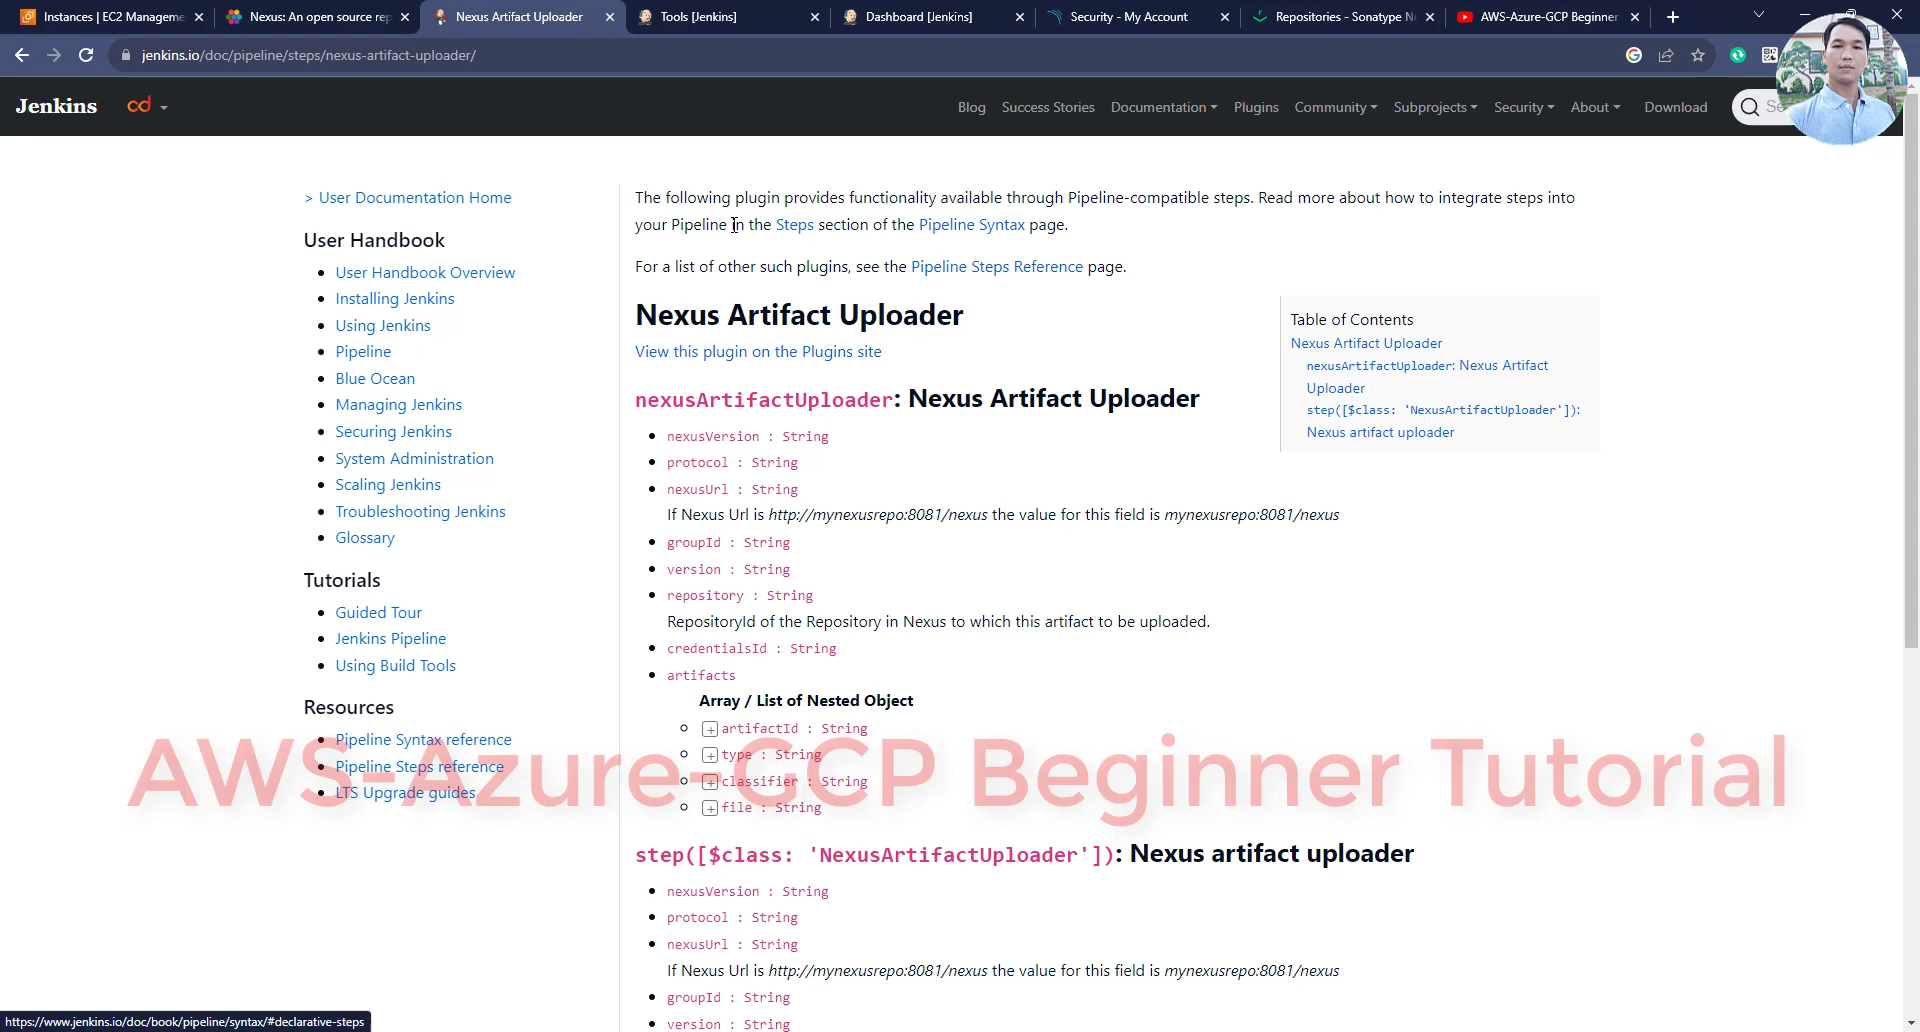 Instances | EC2 Manageme
Nexus: An open source rep
Nexus Artifact Uploader
Tools [Jenkins]
Dashboard [Jenkins]
Security - My Account
Repositories - Sonatype Ne
AWS-Azure-GCP Beginner
jenkins.io/doc/pipeline/steps/nexus-artifact-uploader/
Jenkins
cd
Blog
Success Stories
Documentation
Plugins
Community
Subprojects
Security
About
Download
Se
> User Documentation Home
User Handbook
User Handbook Overview
Installing Jenkins
Using Jenkins
Pipeline
Blue Ocean
Managing Jenkins
Securing Jenkins
System Administration
Scaling Jenkins
Troubleshooting Jenkins
Glossary
Tutorials
Guided Tour
Jenkins Pipeline
Using Build Tools
Resources
Pipeline Syntax reference
Pipeline Steps reference
LTS Upgrade guides
The following plugin provides functionality available through Pipeline-compatible steps. Read more about how to integrate steps into
your Pipeline in the Steps section of the Pipeline Syntax page.
For a list of other such plugins, see the Pipeline Steps Reference page.
Nexus Artifact Uploader
View this plugin on the Plugins site
nexusArtifactUploader: Nexus Artifact Uploader
nexusVersion : String
protocol : String
nexusUrl : String
If Nexus Url is http://mynexusrepo:8081/nexus the value for this field is mynexusrepo:8081/nexus
groupId : String
version : String
repository : String
RepositoryId of the Repository in Nexus to which this artifact to be uploaded.
credentialsId : String
artifacts
Array / List of Nested Object
artifactId : String
type : String
classifier : String
file : String
step([$class: 'NexusArtifactUploader']): Nexus artifact uploader
nexusVersion : String
protocol : String
nexusUrl : String
If Nexus Url is http://mynexusrepo:8081/nexus the value for this field is mynexusrepo:8081/nexus
groupId : String
version : String
Table of Contents
Nexus Artifact Uploader
nexusArtifactUploader: Nexus Artifact
Uploader
step([$class: 'NexusArtifactUploader']):
Nexus artifact uploader
AWS-Azure-GCP Beginner Tutorial
https://www.jenkins.io/doc/book/pipeline/syntax/#declarative-steps